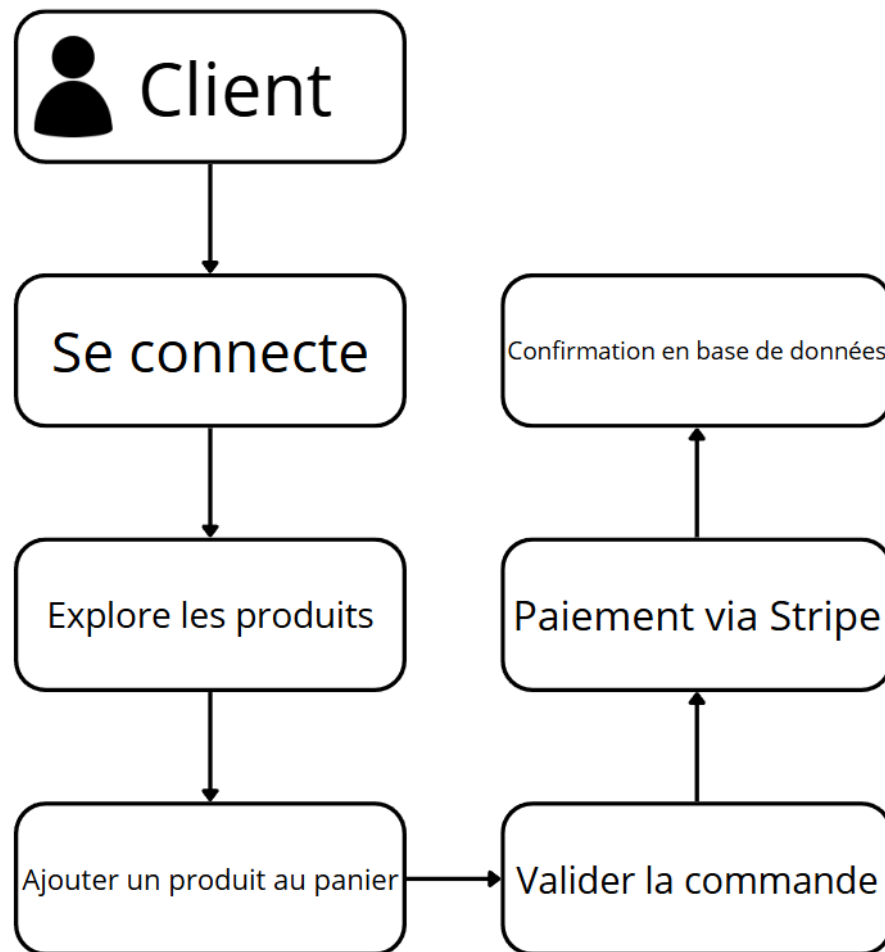 Client
Se connecte
Explore les produits
Ajouter un produit au panier
Valider la commande
Paiement via Stripe
Confirmation en base de données